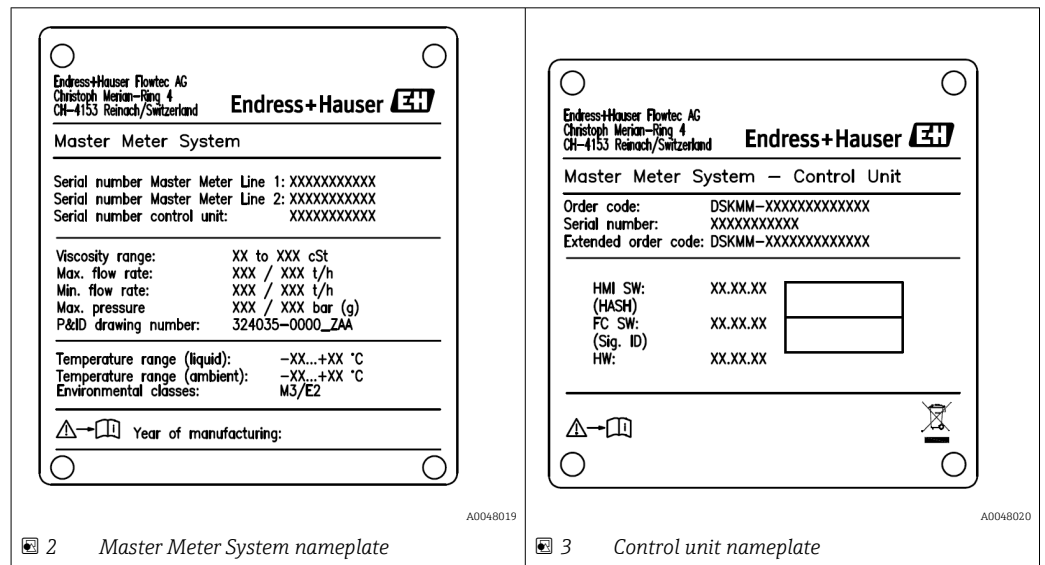 Endress+Hauser Flowtec AG
Christoph Merian-Ring 4
CH-4153 Reinach/Switzerland
Endress+Hauser EH
Master Meter System
Serial number Master Meter Line 1: XXXXXXXXXXX
Serial number Master Meter Line 2: XXXXXXXXXXX
Serial number control unit: XXXXXXXXXXX
Viscosity range: XX to XXX cSt
Max. flow rate: XXX / XXX t/h
Min. flow rate: XXX / XXX t/h
Max. pressure XXX / XXX bar (g)
P&ID drawing number: 324035-0000_ZAA
Temperature range (liquid): -XX...+XX °C
Temperature range (ambient): -XX...+XX °C
Environmental classes: M3/E2
Year of manufacturing:
A0048019
2 Master Meter System nameplate
Endress+Hauser Flowtec AG
Christoph Merian-Ring 4
CH-4153 Reinach/Switzerland
Endress+Hauser EH
Master Meter System - Control Unit
Order code: DSKMM-XXXXXXXXXXXXX
Serial number: XXXXXXXXXXX
Extended order code: DSKMM-XXXXXXXXXXXXX
HMI SW: XX.XX.XX
(HASH)
FC SW: XX.XX.XX
(Sig. ID)
HW: XX.XX.XX
A0048020
3 Control unit nameplate